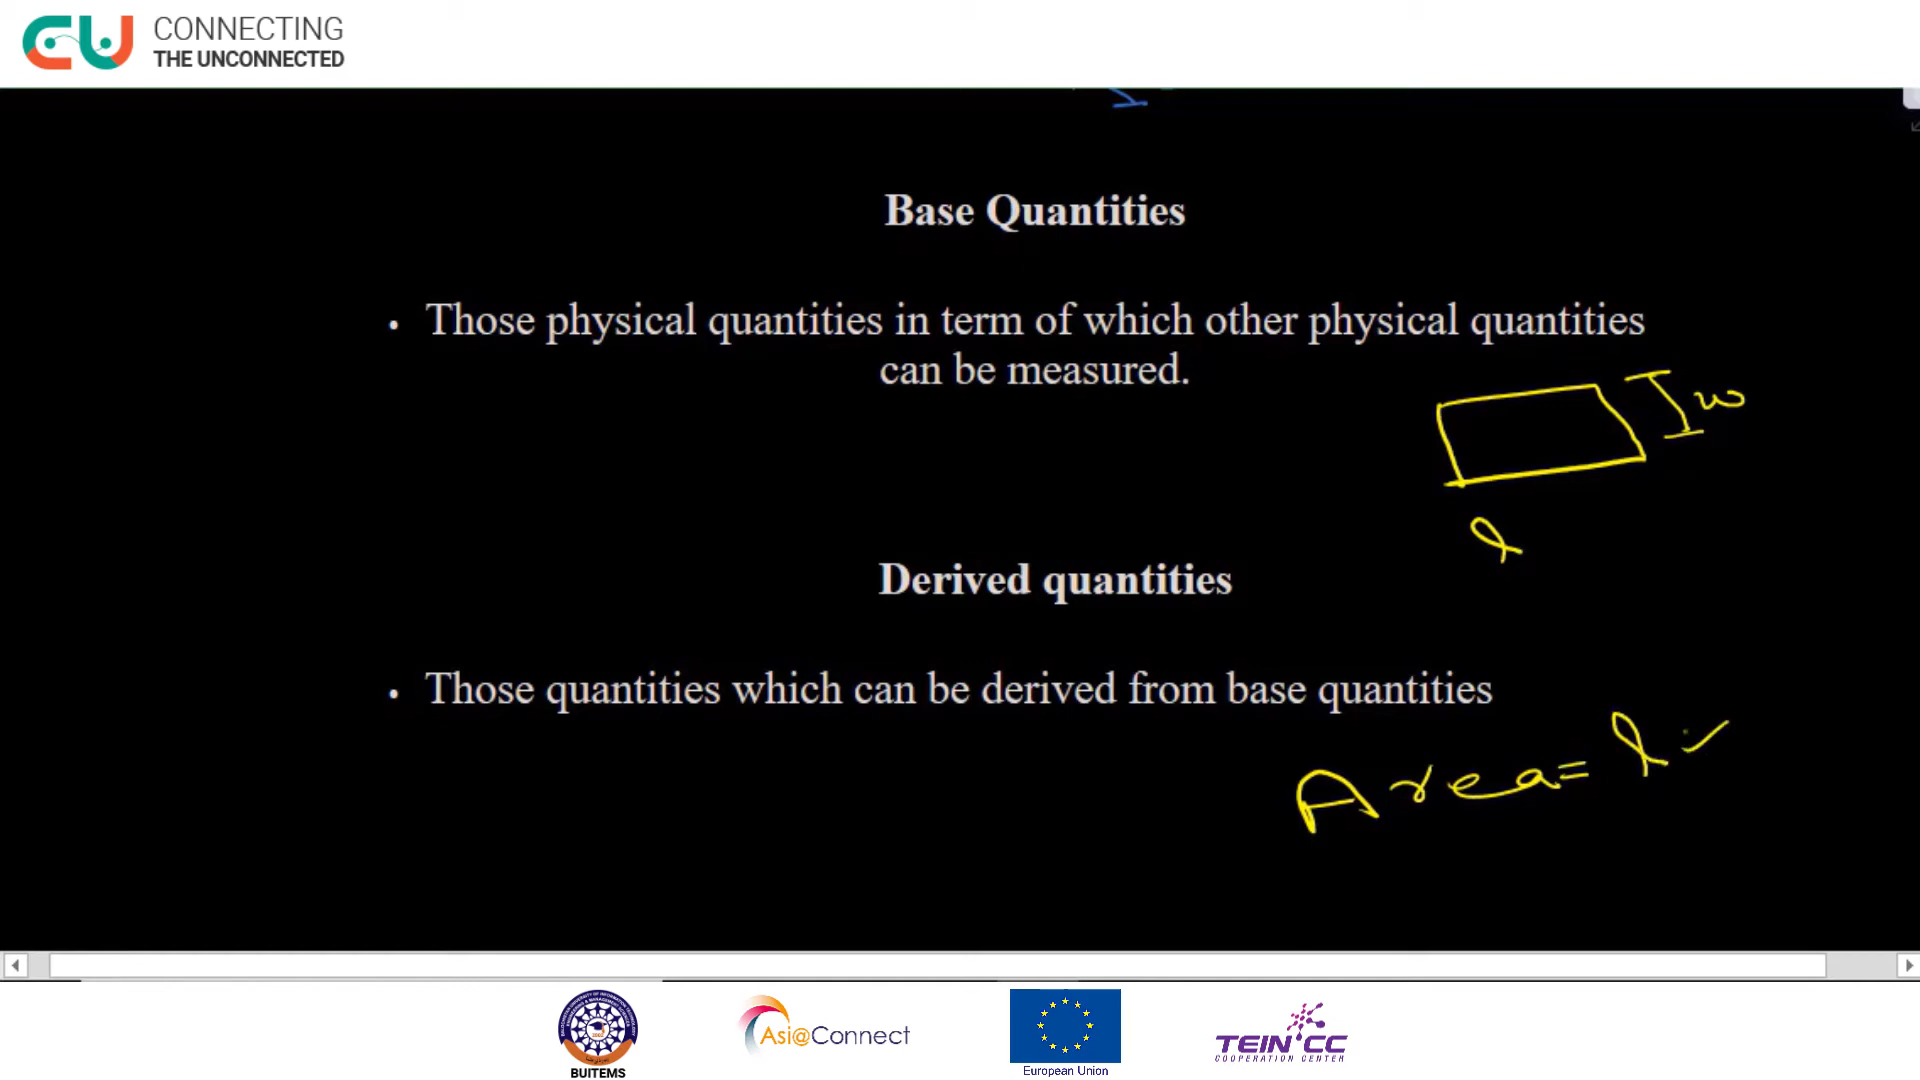 CONNECTING
THE UNCONNECTED
Base Quantities
• Those physical quantities in term of which other physical quantities
can be measured.
w
l
Derived quantities
• Those quantities which can be derived from base quantities
Area = l
BUITEMS
Asi@Connect
European Union
TEIN*CC
COOPERATION CENTER